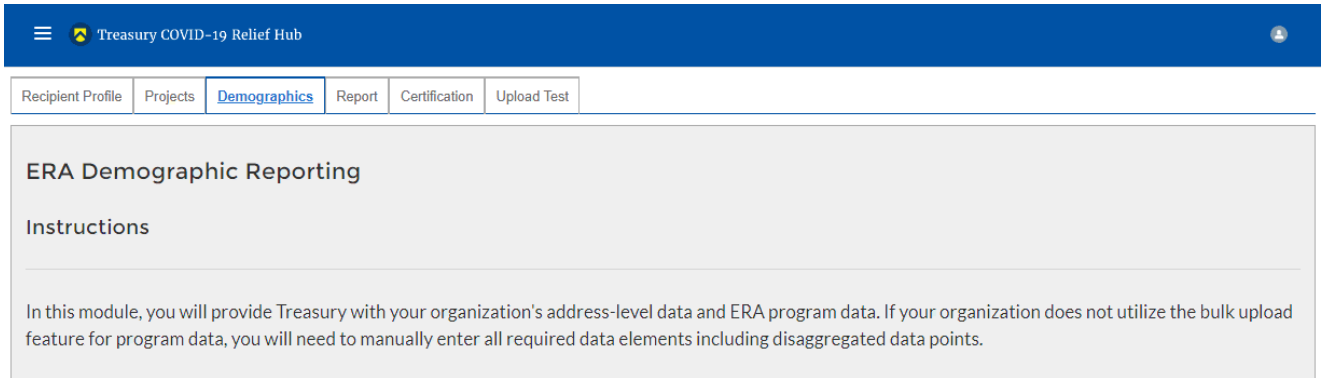 Treasury COVID-19 Relief Hub
Recipient Profile Projects Demographics Report Certification Upload Test
ERA Demographic Reporting
Instructions
In this module, you will provide Treasury with your organization's address-level data and ERA program data. If your organization does not utilize the bulk upload
feature for program data, you will need to manually enter all required data elements including disaggregated data points.